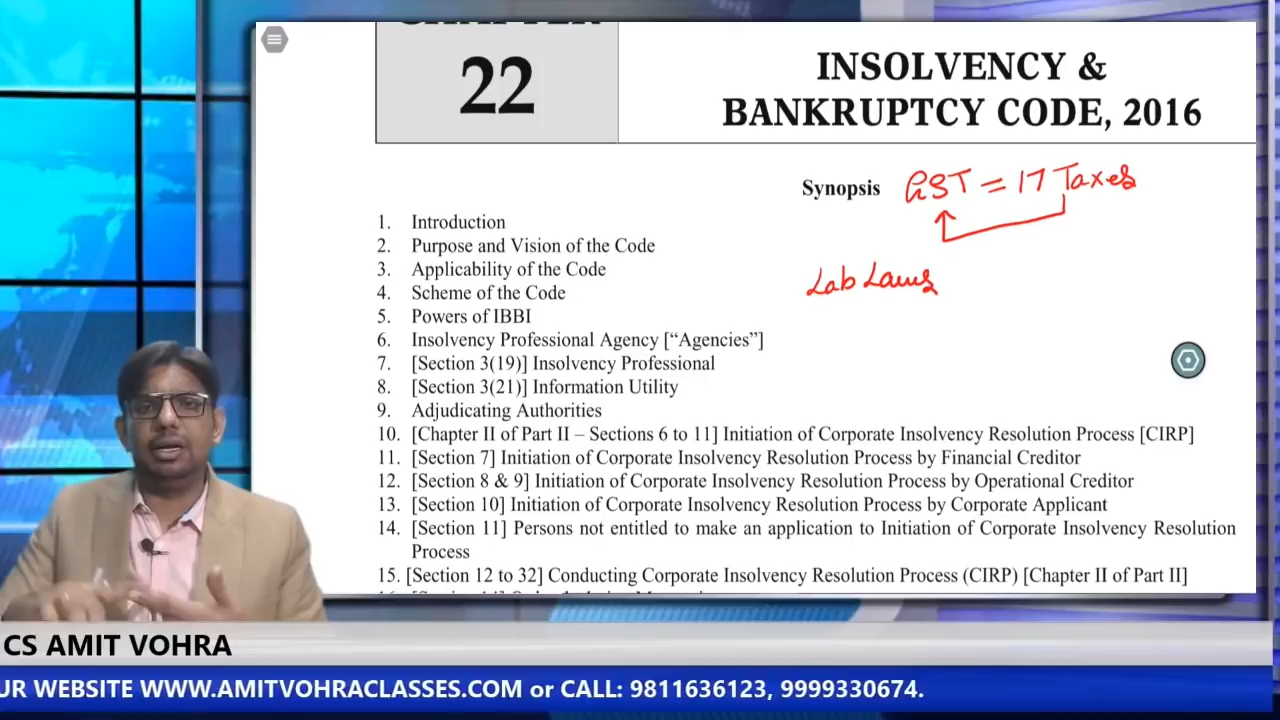 22
INSOLVENCY &
BANKRUPTCY CODE, 2016
Synopsis GST = 17 Taxes
Lab Laws
1. Introduction
2. Purpose and Vision of the Code
3. Applicability of the Code
4. Scheme of the Code
5. Powers of IBBI
6. Insolvency Professional Agency [“Agencies”]
7. [Section 3(19)] Insolvency Professional
8. [Section 3(21)] Information Utility
9. Adjudicating Authorities
10. [Chapter II of Part II – Sections 6 to 11] Initiation of Corporate Insolvency Resolution Process [CIRP]
11. [Section 7] Initiation of Corporate Insolvency Resolution Process by Financial Creditor
12. [Section 8 & 9] Initiation of Corporate Insolvency Resolution Process by Operational Creditor
13. [Section 10] Initiation of Corporate Insolvency Resolution Process by Corporate Applicant
14. [Section 11] Persons not entitled to make an application to Initiation of Corporate Insolvency Resolution
Process
15. [Section 12 to 32] Conducting Corporate Insolvency Resolution Process (CIRP) [Chapter II of Part II]
CS AMIT VOHRA
UR WEBSITE WWW.AMITVOHRACLASSES.COM or CALL: 9811636123, 9999330674.